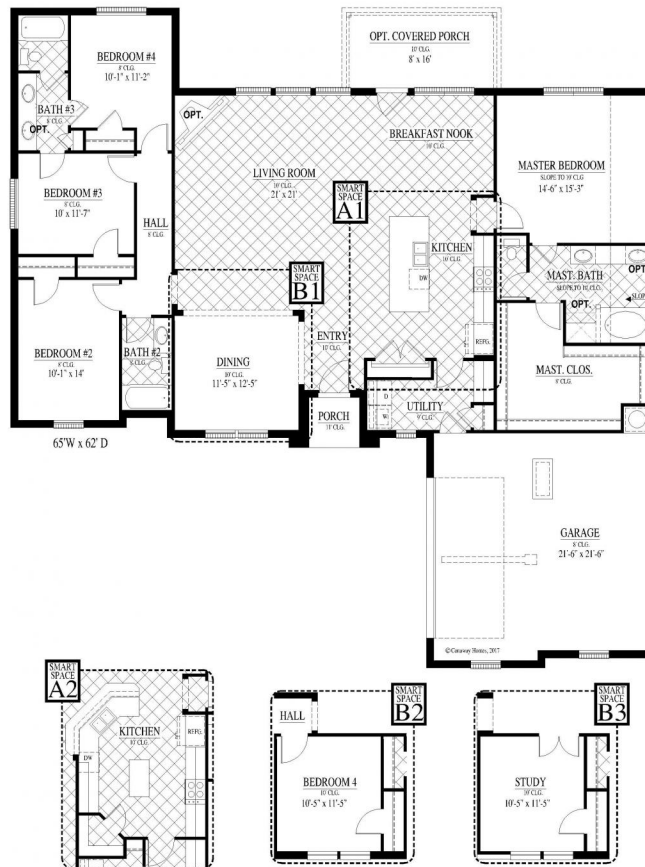 BEDROOM #4
8' CLG.
10'-1" x 11'-2"
BATH #3
8' CLG.
OPT.
OPT. COVERED PORCH
10' CLG.
8' x 16'
OPT.
BREAKFAST NOOK
10' CLG.
LIVING ROOM
10' CLG.
21' x 21'
MASTER BEDROOM
SLOPE TO 10' CLG
14'-6" x 15'-3"
BEDROOM #3
8' CLG.
10' x 11'-7"
HALL
8' CLG.
SMART
SPACE
A1
KITCHEN
10' CLG.
DW
REFG.
MAST. BATH
SLOPE TO 10' CLG.
OPT
OPT.
SLOP
SMART
SPACE
B1
BEDROOM #2
8' CLG.
10'-1" x 14'
BATH #2
8' CLG.
DINING
10' CLG.
11'-5" x 12'-5"
ENTRY
10' CLG.
MAST. CLOS.
8' CLG.
PORCH
11' CLG.
D
W
UTILITY
9' CLG.
65'W x 62' D
GARAGE
8' CLG.
21'-6" x 21'-6"
© Caraway Homes, 2017
SMART
SPACE
A2
KITCHEN
10' CLG.
REFG.
DW
SMART
SPACE
B2
HALL
BEDROOM 4
10' CLG.
10'-5" x 11'-5"
SMART
SPACE
B3
STUDY
10' CLG.
10'-5" x 11'-5"